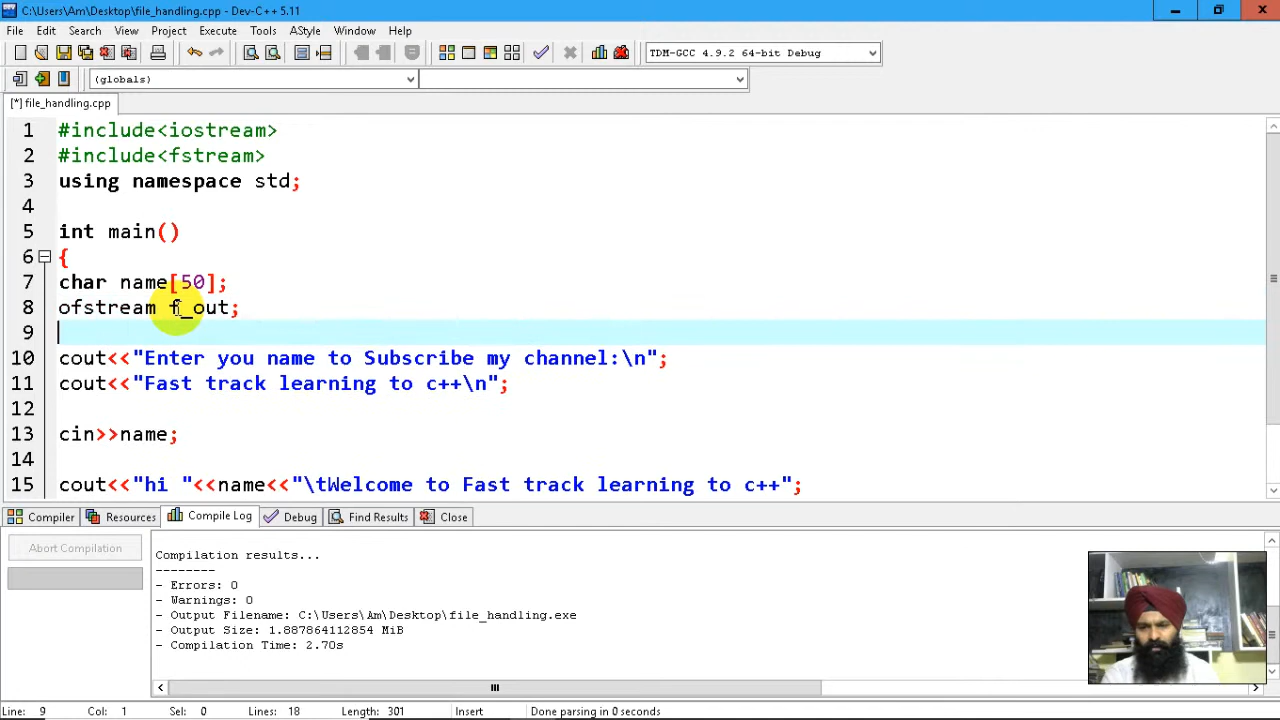 C:\Users\Am\Desktop\file_handling.cpp - Dev-C++ 5.11
File Edit Search View Project Execute Tools AStyle Window Help
TDM-GCC 4.9.2 64-bit Debug
(globals)
[*] file_handling.cpp
1 #include<iostream>
2 #include<fstream>
3 using namespace std;
4
5 int main()
6 {
7 char name[50];
8 ofstream f_out;
9
10 cout<<"Enter you name to Subscribe my channel:\n";
11 cout<<"Fast track learning to c++\n";
12
13 cin>>name;
14
15 cout<<"hi "<<name<<"\tWelcome to Fast track learning to c++";
Compiler Resources Compile Log Debug Find Results Close
Abort Compilation
Compilation results...
--------
- Errors: 0
- Warnings: 0
- Output Filename: C:\Users\Am\Desktop\file_handling.exe
- Output Size: 1.887864112854 MiB
- Compilation Time: 2.70s
Line: 9 Col: 1 Sel: 0 Lines: 18 Length: 301 Insert Done parsing in 0 seconds